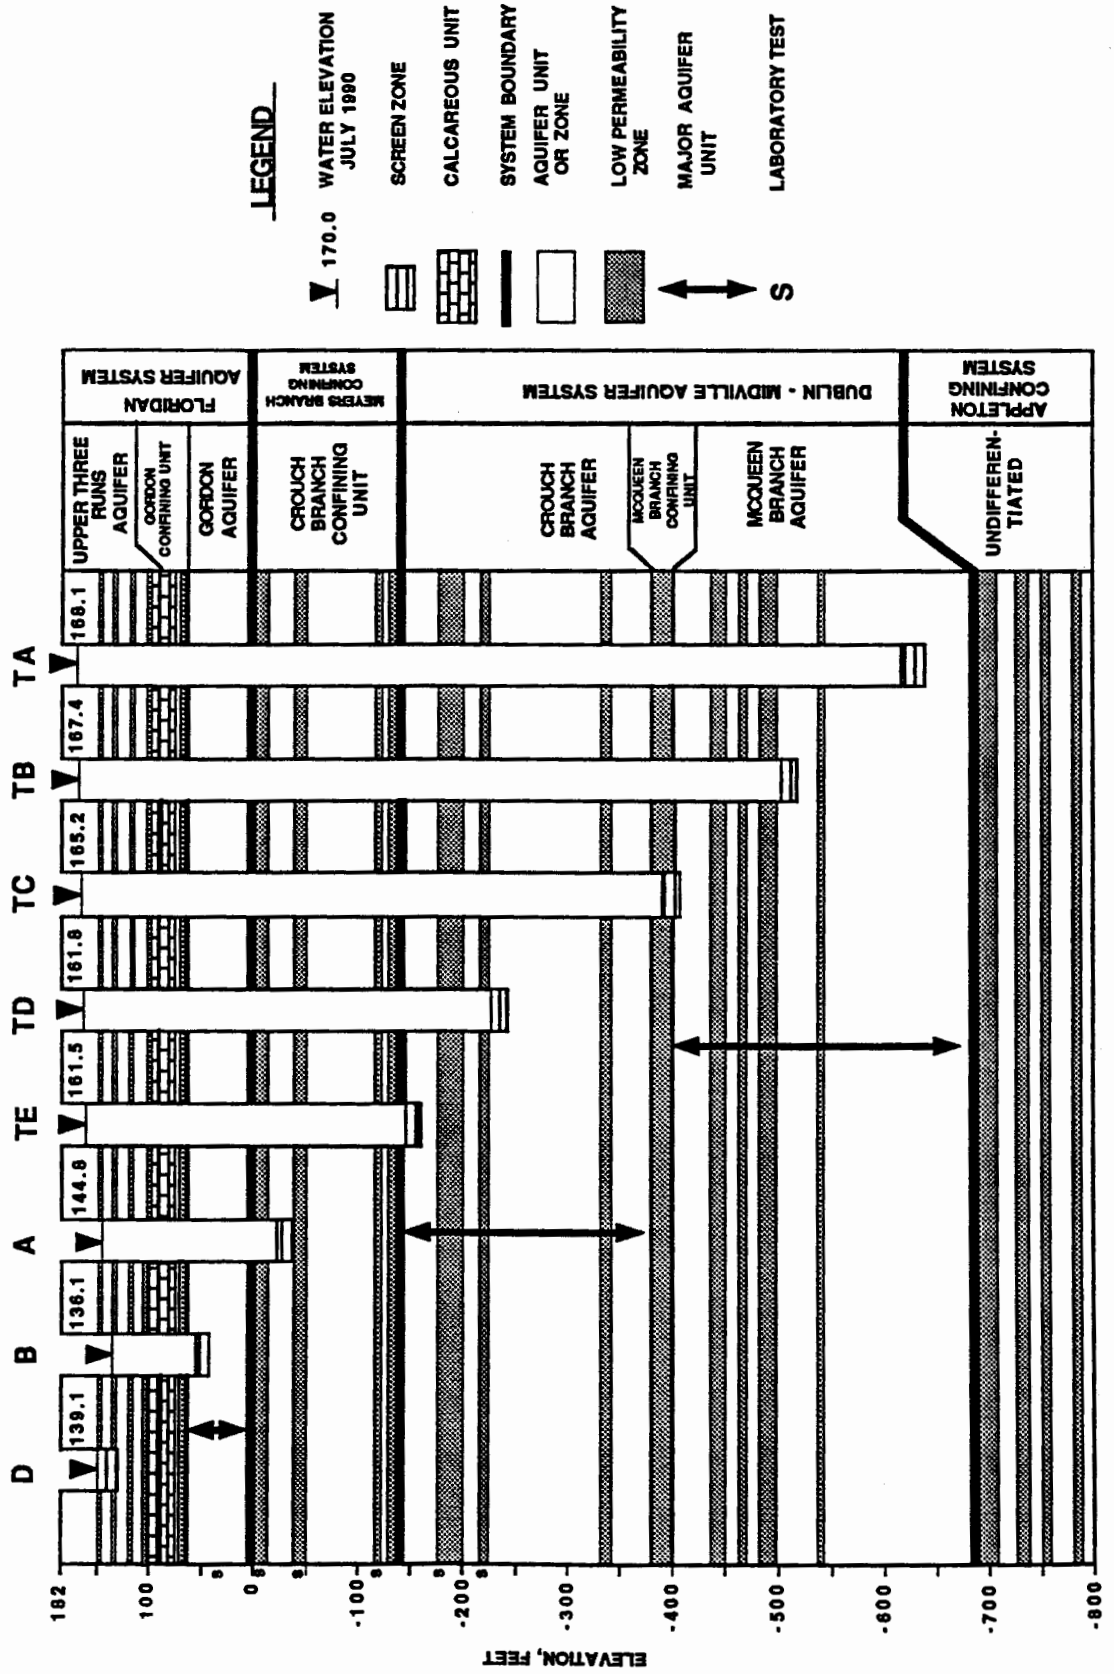 D
B
A
TE
TD
TC
TB
TA
139.1
136.1
144.8
161.5
161.8
165.2
167.4
168.1
182
100
0
-100
-200
-300
-400
-500
-600
-700
-800
S
S
S
S
S
S
ELEVATION, FEET
UPPER THREE
RUNS
AQUIFER
GORDON
CONFINING UNIT
GORDON
AQUIFER
CROUCH
BRANCH
CONFINING
UNIT
CROUCH
BRANCH
AQUIFER
MCQUEEN
BRANCH
CONFINING
UNIT
MCQUEEN
BRANCH
AQUIFER
UNDIFFEREN-
TIATED
FLORIDAN
AQUIFER SYSTEM
MEYERS BRANCH
CONFINING
SYSTEM
DUBLIN - MIDVILLE AQUIFER SYSTEM
APPLETON
CONFINING
SYSTEM
LEGEND
170.0
WATER ELEVATION
JULY 1990
SCREEN ZONE
CALCAREOUS UNIT
SYSTEM BOUNDARY
AQUIFER UNIT
OR ZONE
LOW PERMEABILITY
ZONE
MAJOR AQUIFER
UNIT
S
LABORATORY TEST